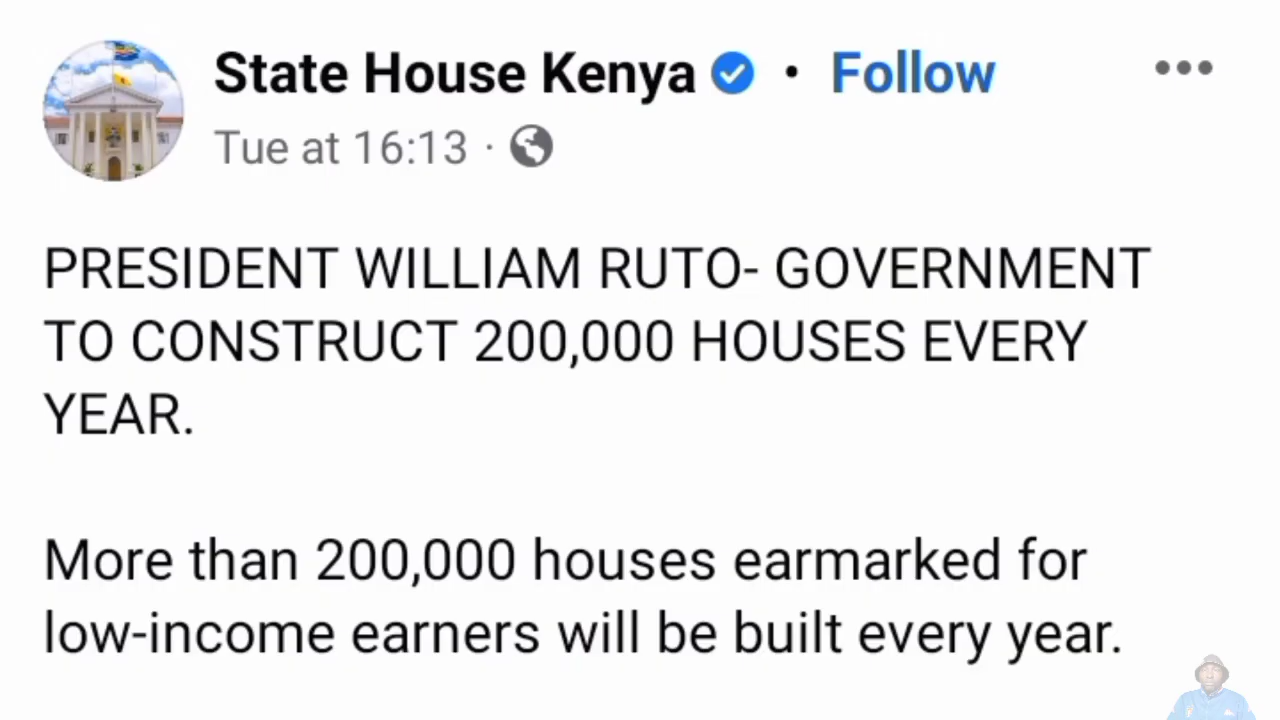 State House Kenya • Follow
Tue at 16:13 ·
PRESIDENT WILLIAM RUTO- GOVERNMENT
TO CONSTRUCT 200,000 HOUSES EVERY
YEAR.
More than 200,000 houses earmarked for
low-income earners will be built every year.